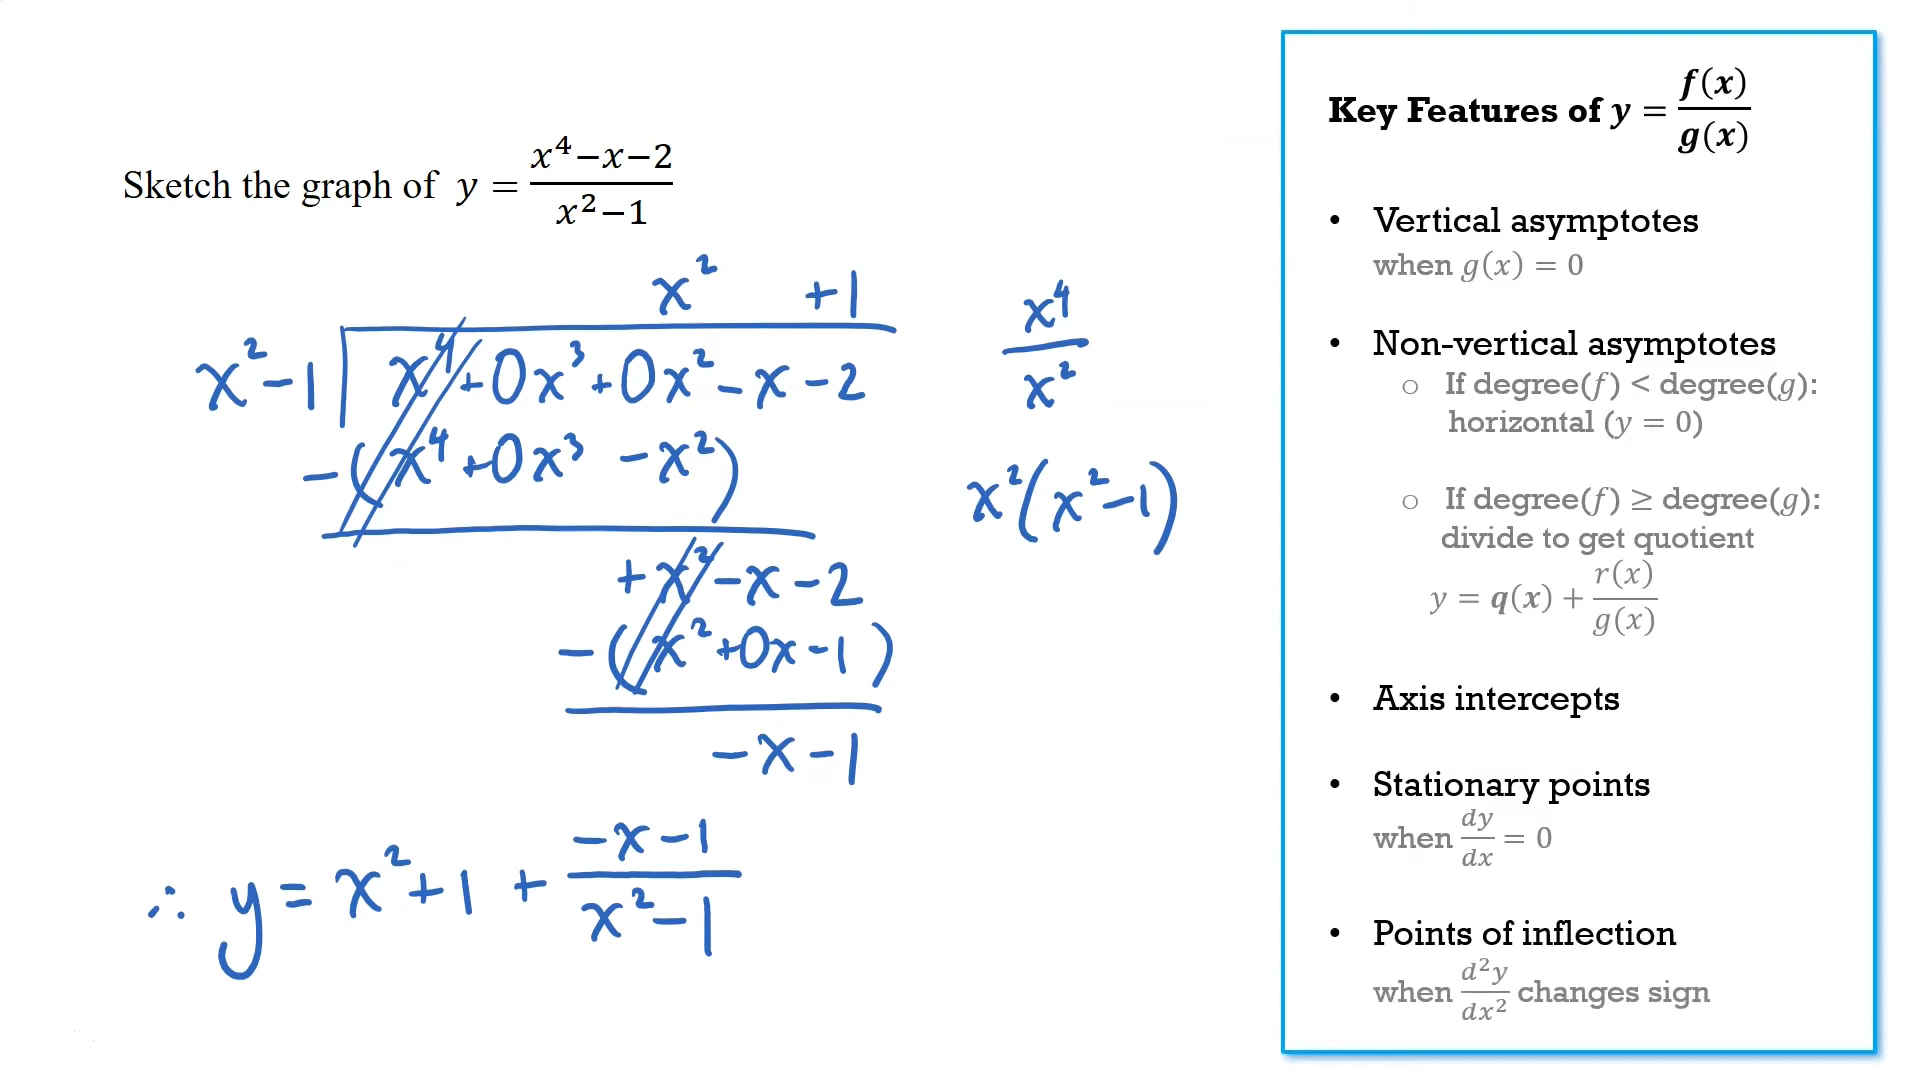 Sketch the graph of y = (x⁴−x−2)/(x²−1)
x² +1
x²−1 | x⁴+0x³+0x²−x−2
−(x⁴+0x³−x²)
+x²−x−2
−(x²+0x−1)
−x−1
∴ y = x²+1 + (−x−1)/(x²−1)
x⁴/x²
x²(x²−1)
Key Features of y = f(x)/g(x)
• Vertical asymptotes
when g(x) = 0
• Non-vertical asymptotes
○ If degree(f) < degree(g):
horizontal (y = 0)
○ If degree(f) ≥ degree(g):
divide to get quotient
y = q(x) + r(x)/g(x)
• Axis intercepts
• Stationary points
when dy/dx = 0
• Points of inflection
when d²y/dx² changes sign